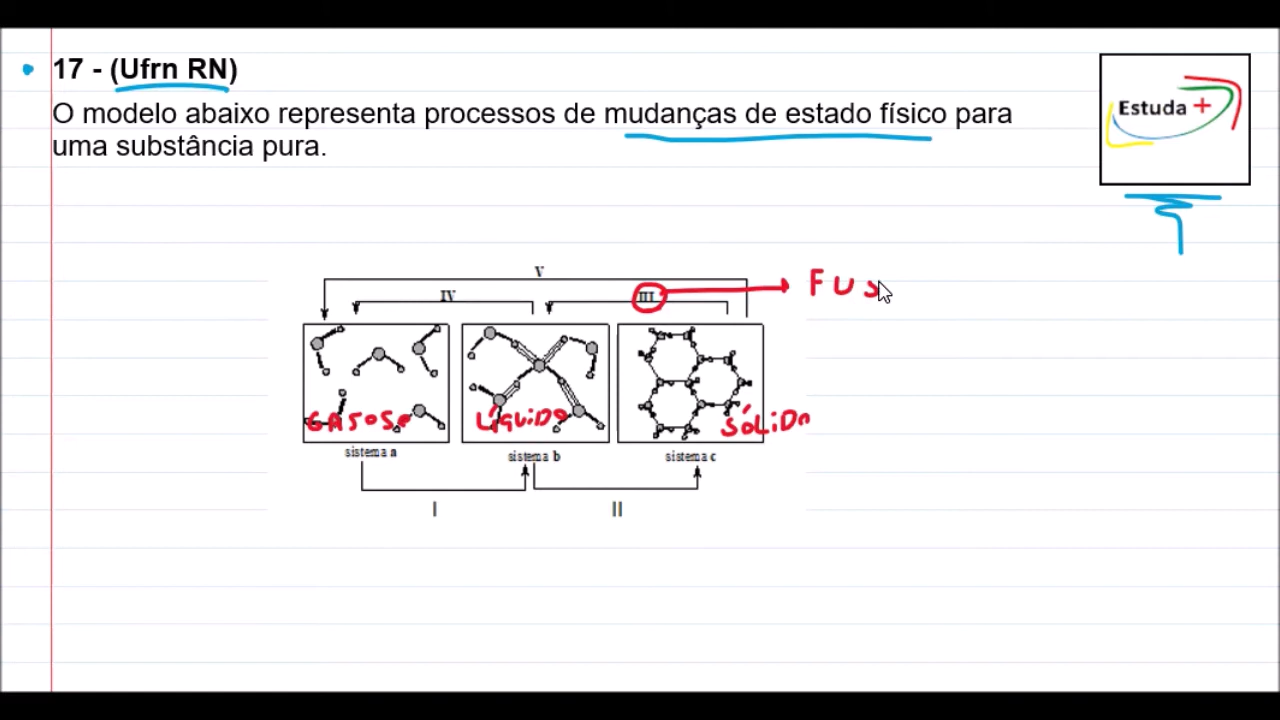 17 - (Ufrn RN)
O modelo abaixo representa processos de mudanças de estado físico para
uma substância pura.
Estuda +
V
IV
III
FUS
GASOSO
LÍQUIDO
SÓLIDO
sistema a
sistema b
sistema c
I
II